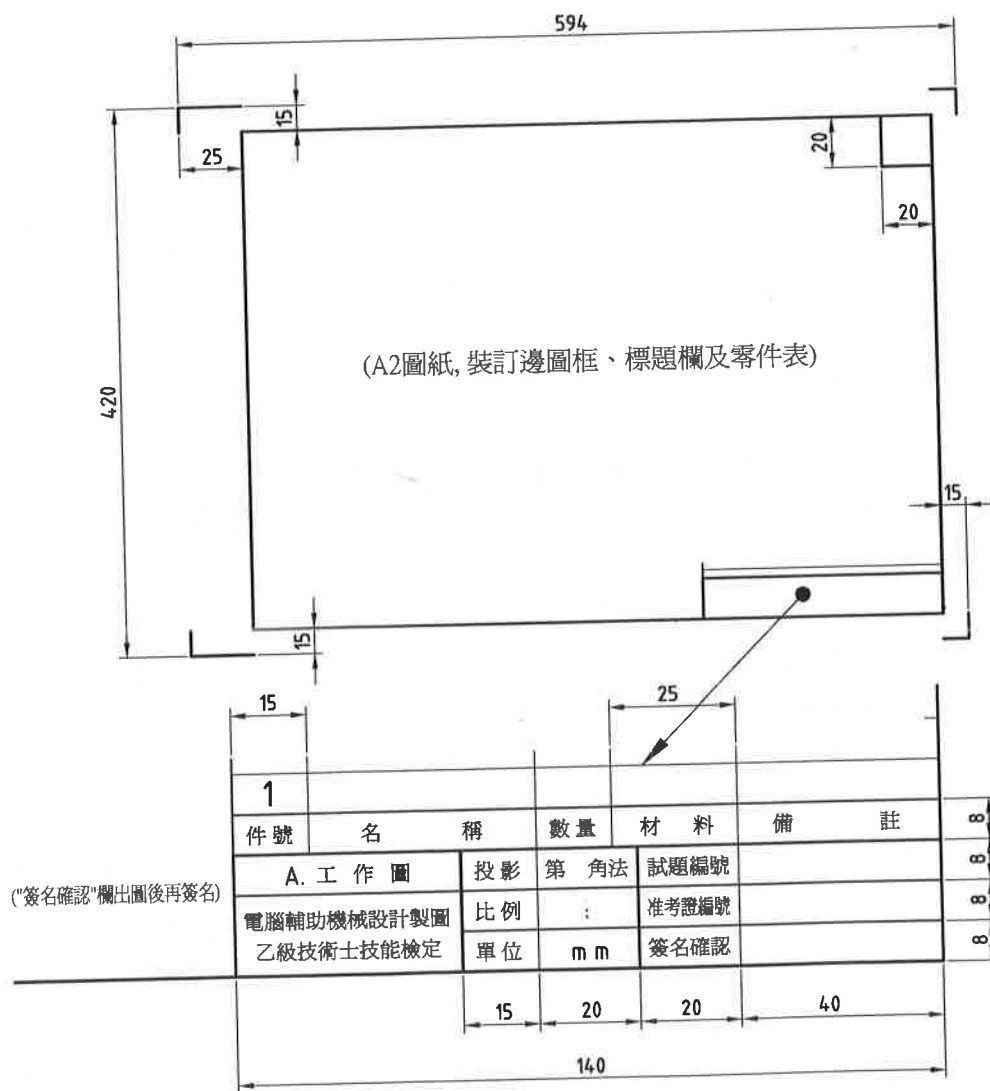 594
15
25
20
20
(A2圖紙, 裝訂邊圖框、標題欄及零件表)
420
15
15
15
25
1
件號 名 稱 數量 材 料 備 註 8
A. 工 作 圖 投影 第 角法 試題編號 8
("簽名確認"欄出圖後再簽名)
電腦輔助機械設計製圖 比例 : 准考證編號 8
乙級技術士技能檢定 單位 mm 簽名確認 8
15 20 20 40
140